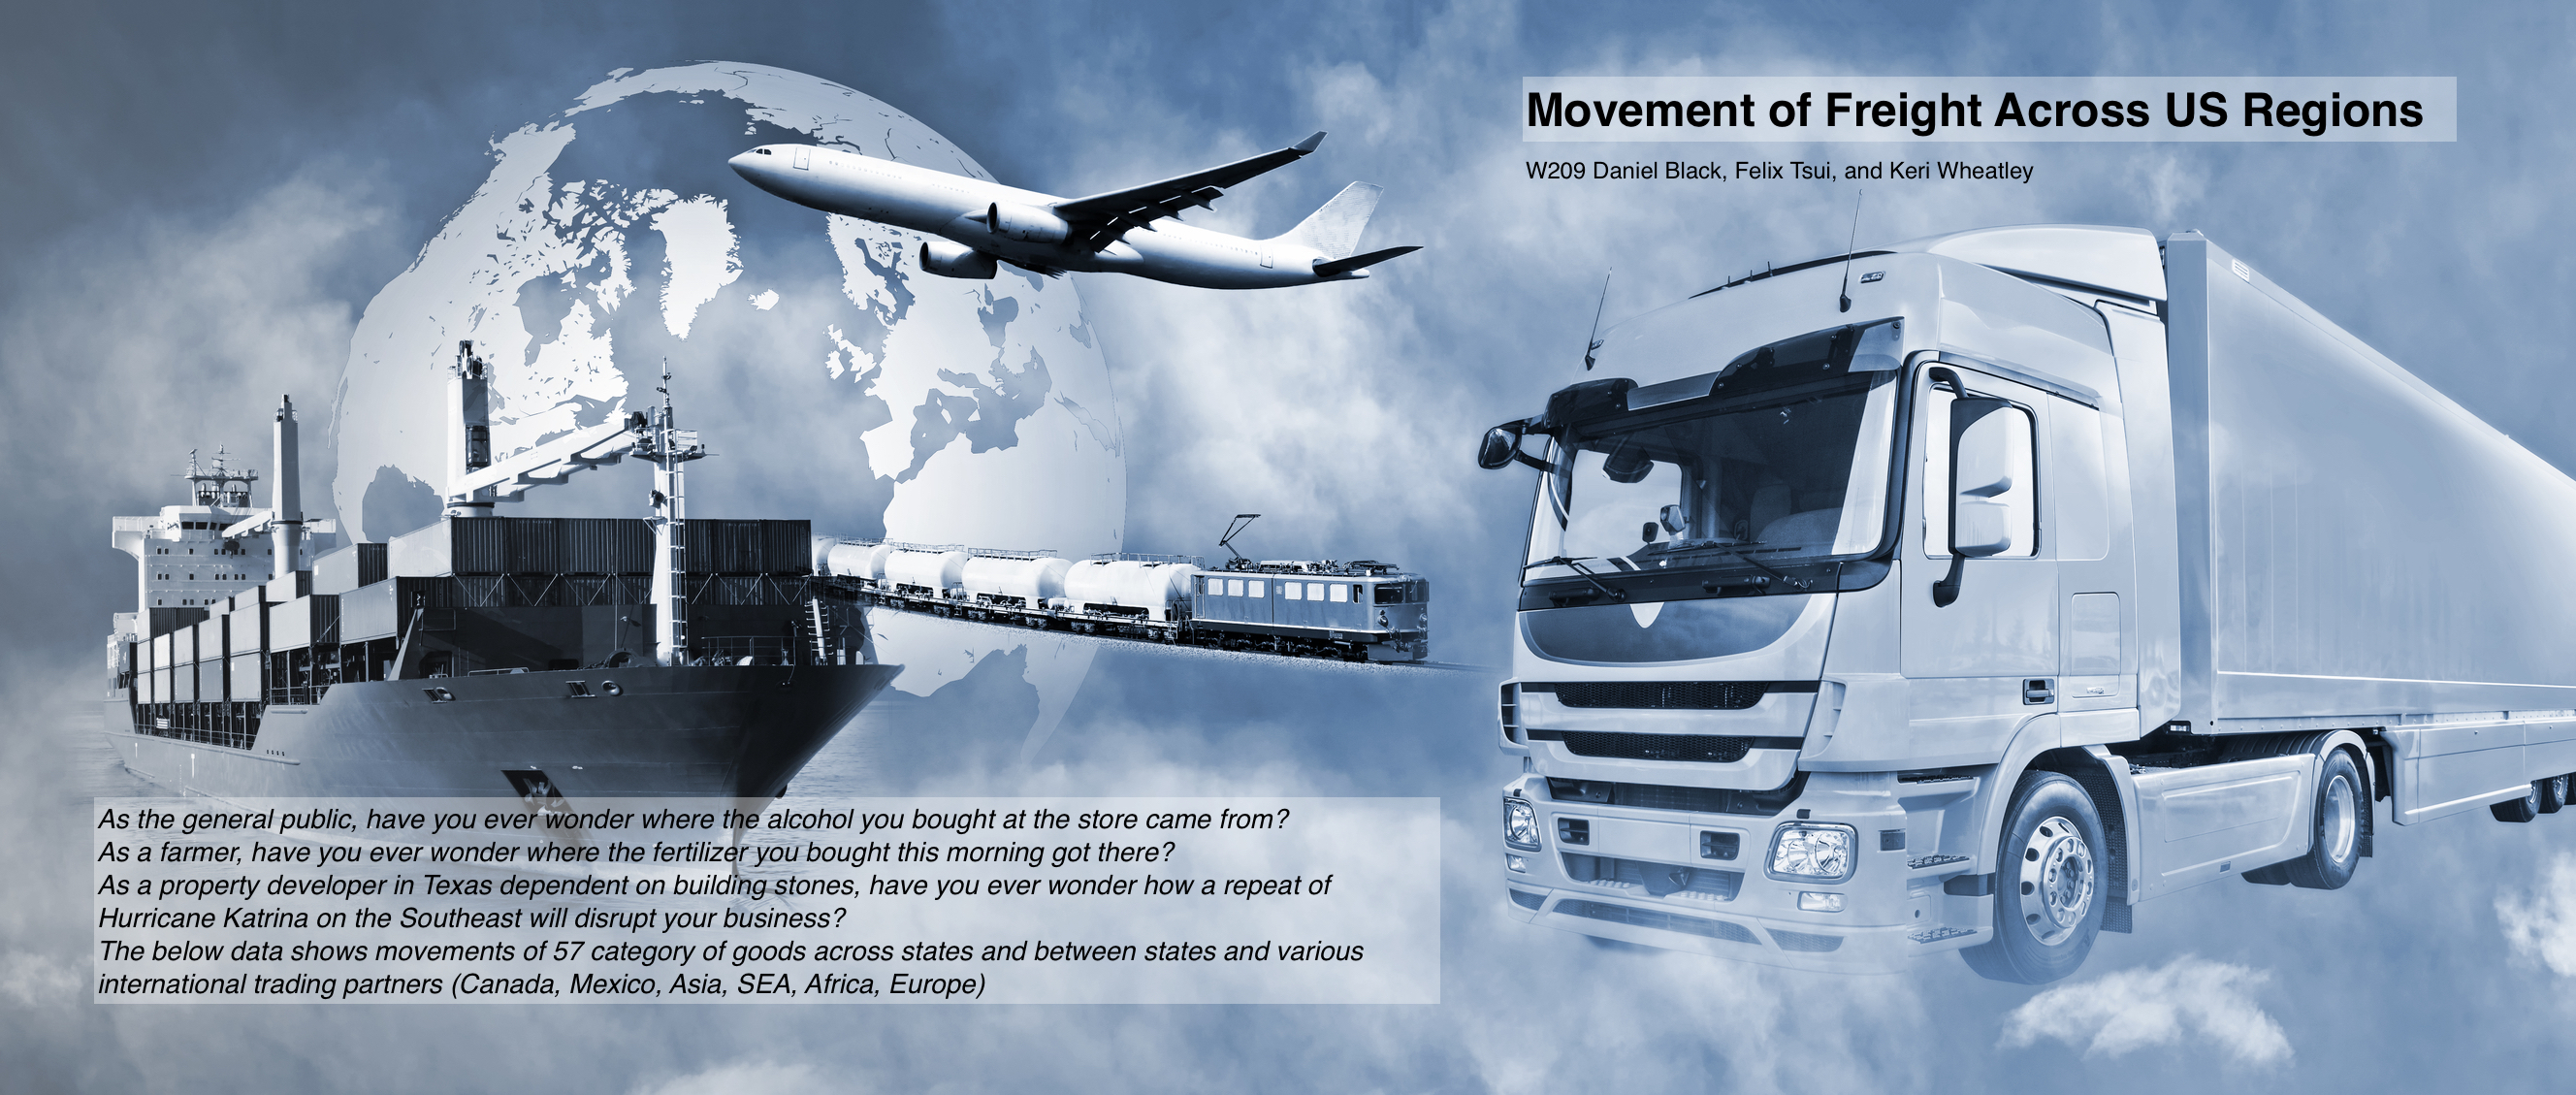 Movement of Freight Across US Regions
W209 Daniel Black, Felix Tsui, and Keri Wheatley
As the general public, have you ever wonder where the alcohol you bought at the store came from?
As a farmer, have you ever wonder where the fertilizer you bought this morning got there?
As a property developer in Texas dependent on building stones, have you ever wonder how a repeat of
Hurricane Katrina on the Southeast will disrupt your business?
The below data shows movements of 57 category of goods across states and between states and various
international trading partners (Canada, Mexico, Asia, SEA, Africa, Europe)